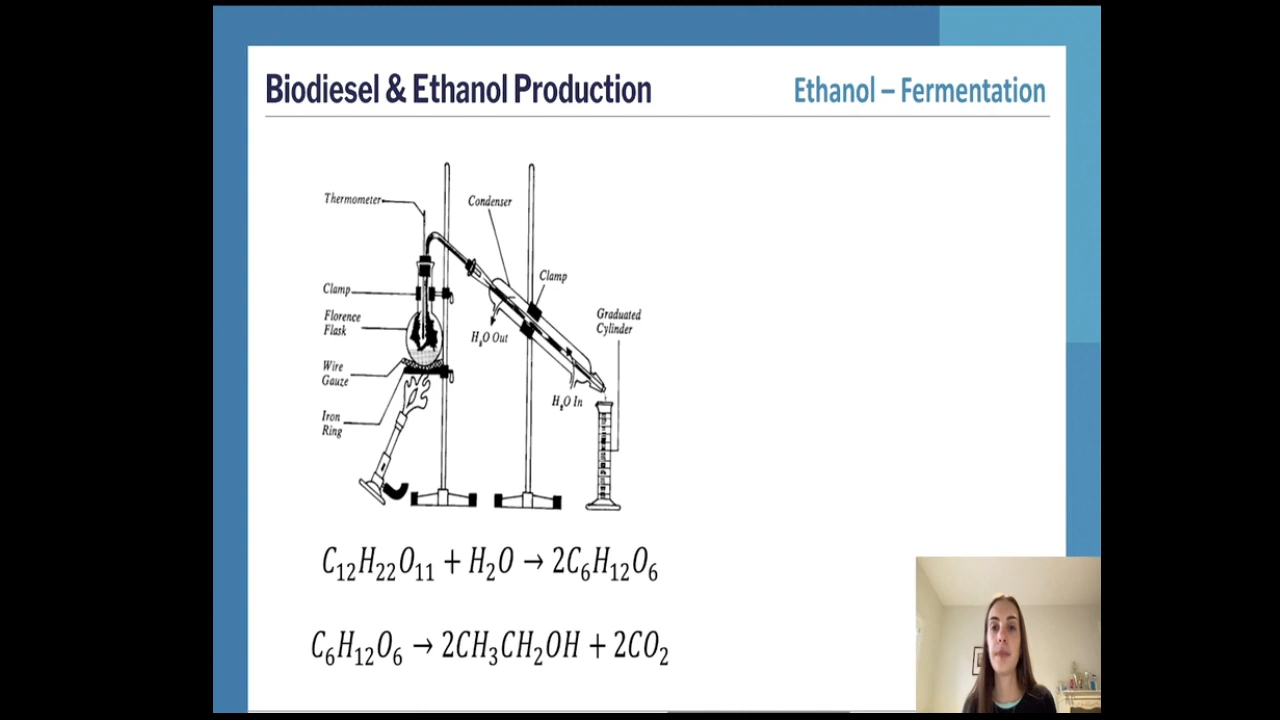 Biodiesel & Ethanol Production
Ethanol – Fermentation
Thermometer
Condenser
Clamp
Clamp
Florence
Flask
H₂O Out
Graduated
Cylinder
Wire
Gauze
H₂O In
Iron
Ring
C₁₂H₂₂O₁₁ + H₂O → 2C₆H₁₂O₆
C₆H₁₂O₆ → 2CH₃CH₂OH + 2CO₂